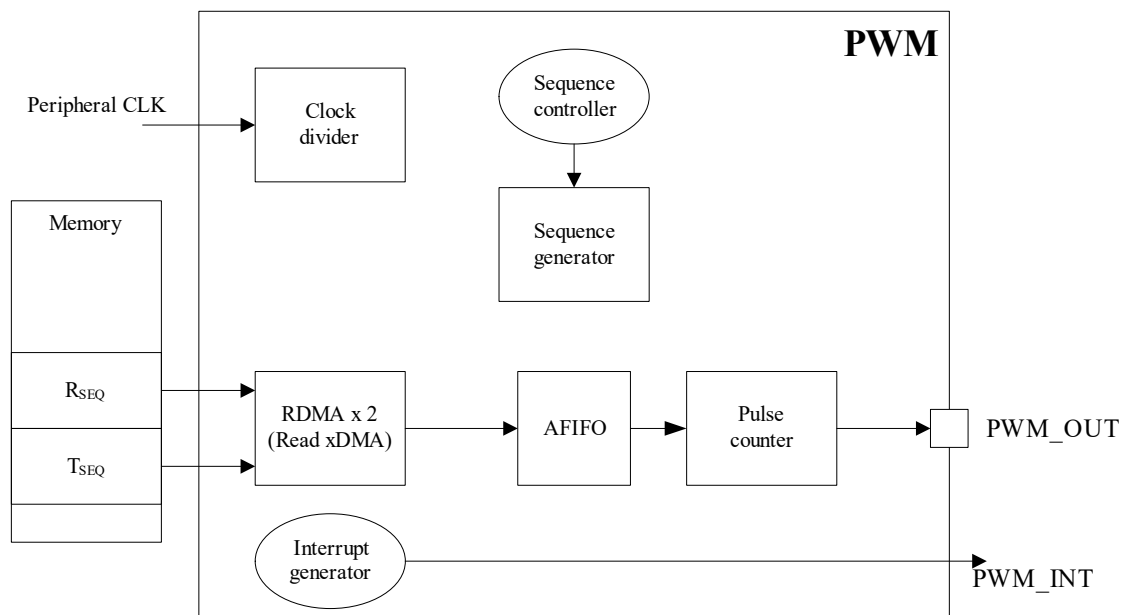 PWM
Peripheral CLK
Clock
divider
Sequence
controller
Memory
Sequence
generator
RSEQ
TSEQ
RDMA x 2
(Read xDMA)
AFIFO
Pulse
counter
PWM_OUT
Interrupt
generator
PWM_INT